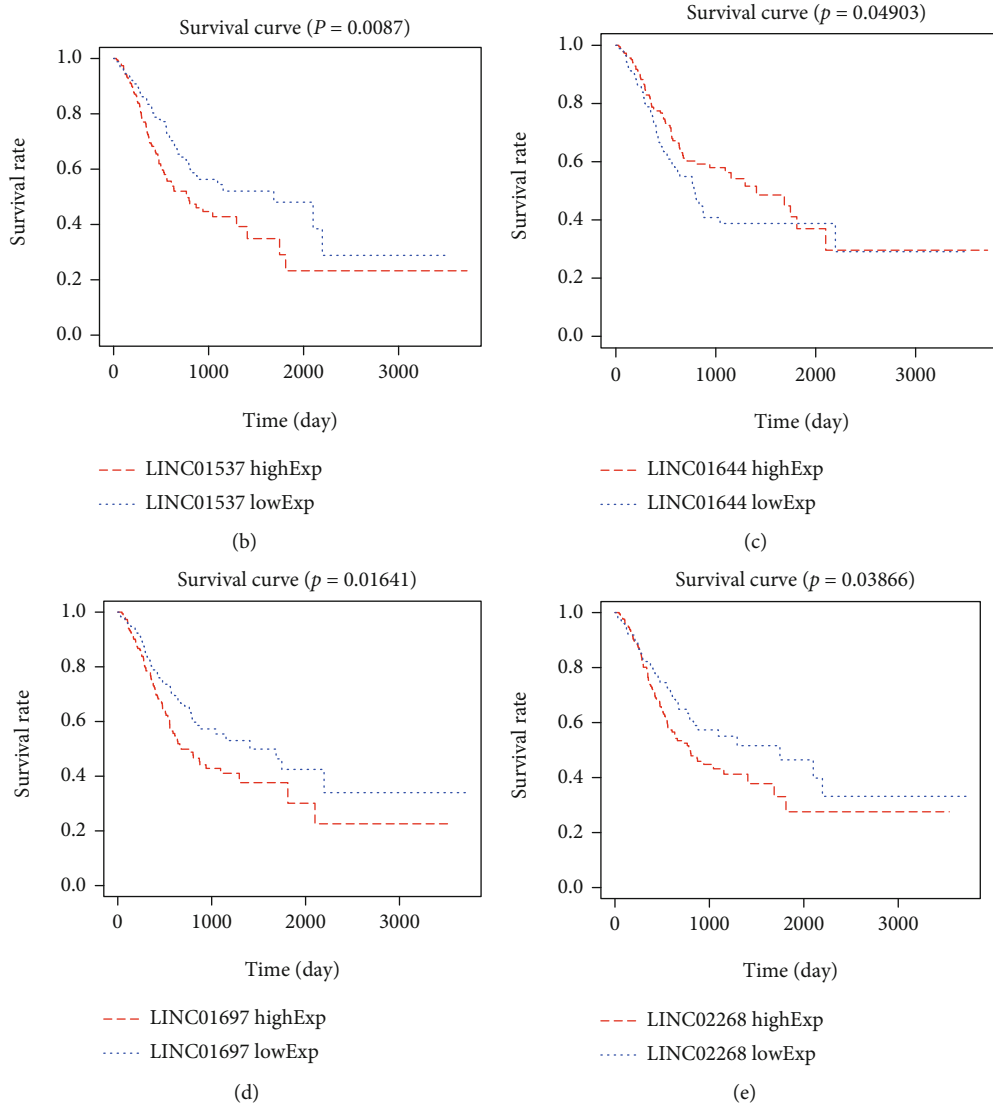 Survival curve (P = 0.0087)
1.0
0.8
0.6
0.4
0.2
0.0
Survival rate
0 1000 2000 3000
Time (day)
LINC01537 highExp
LINC01537 lowExp
(b)
Survival curve (p = 0.04903)
1.0
0.8
0.6
0.4
0.2
0.0
Survival rate
0 1000 2000 3000
Time (day)
LINC01644 highExp
LINC01644 lowExp
(c)
Survival curve (p = 0.01641)
1.0
0.8
0.6
0.4
0.2
0.0
Survival rate
0 1000 2000 3000
Time (day)
LINC01697 highExp
LINC01697 lowExp
(d)
Survival curve (p = 0.03866)
1.0
0.8
0.6
0.4
0.2
0.0
Survival rate
0 1000 2000 3000
Time (day)
LINC02268 highExp
LINC02268 lowExp
(e)